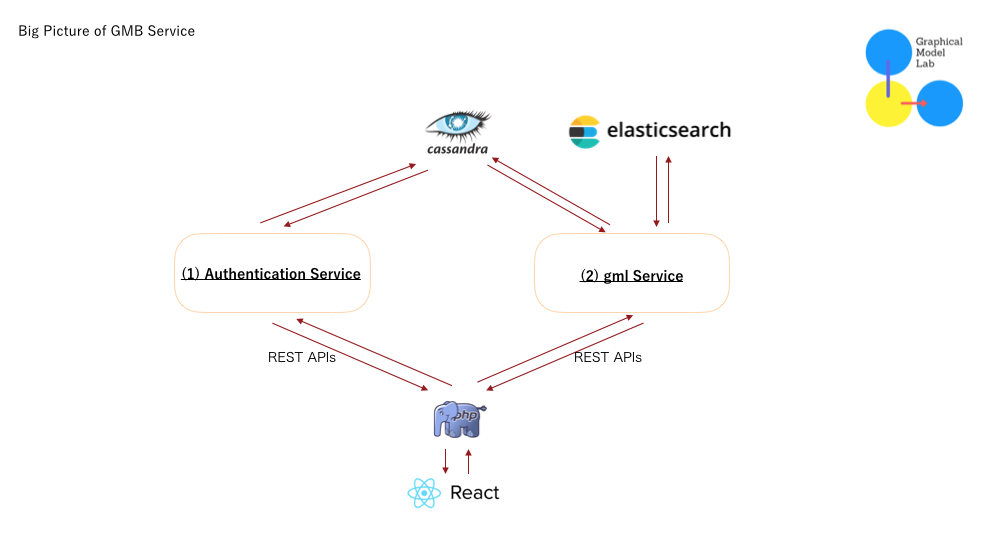 Big Picture of GMB Service
Graphical
Model
Lab
cassandra
elasticsearch
(1) Authentication Service
(2) gml Service
REST APIs
REST APIs
php
React